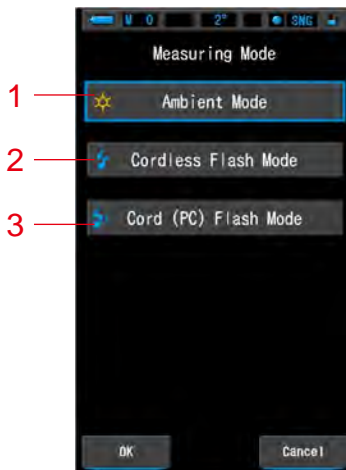 M 0 2° SNG
Measuring Mode
1 Ambient Mode
2 Cordless Flash Mode
3 Cord (PC) Flash Mode
OK Cancel